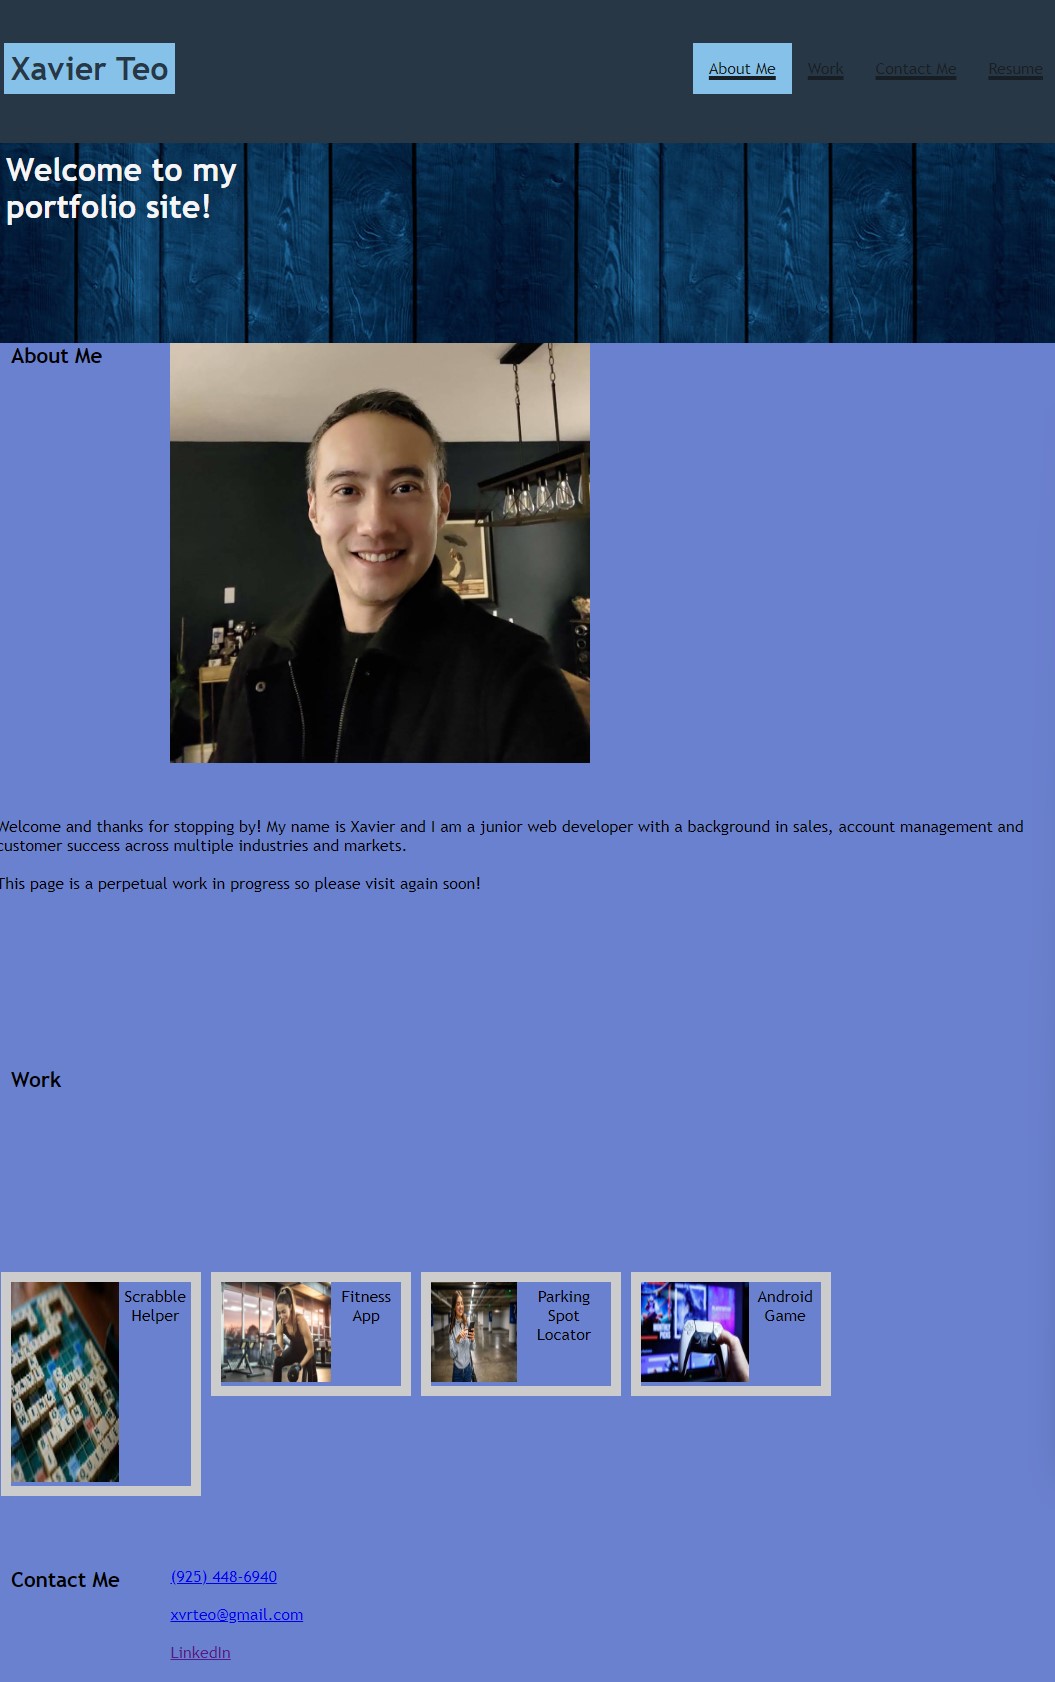 Xavier Teo
About Me Work Contact Me Resume
Welcome to my
portfolio site!
About Me
Welcome and thanks for stopping by! My name is Xavier and I am a junior web developer with a background in sales, account management and
customer success across multiple industries and markets.
This page is a perpetual work in progress so please visit again soon!
Work
Scrabble
Helper
Fitness
App
Parking
Spot
Locator
Android
Game
Contact Me
(925) 448-6940
xvrteo@gmail.com
LinkedIn